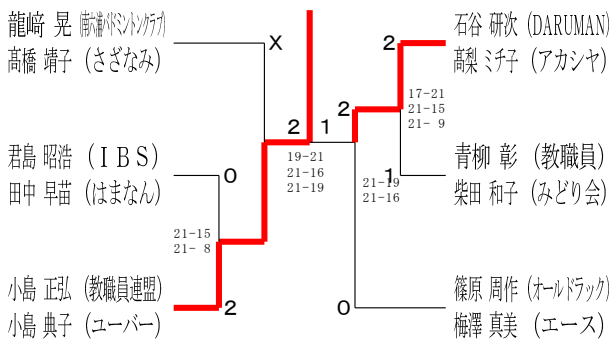 龍﨑 晃 (南六浦バドミントンクラブ)
髙橋 靖子 (さざなみ)
X
君島 昭浩 (IBS)
田中 早苗 (はまなん)
0
21-15
21- 8
小島 正弘 (教職員連盟)
小島 典子 (ユーバー)
2
2
1
19-21
21-16
21-19
石谷 研次 (DARUMAN)
髙梨 ミチ子 (アカシヤ)
2
17-21
21-15
21- 9
2
青柳 彰 (教職員)
柴田 和子 (みどり会)
1
21-19
21-16
篠原 周作 (オールドラック)
梅澤 真美 (エース)
0